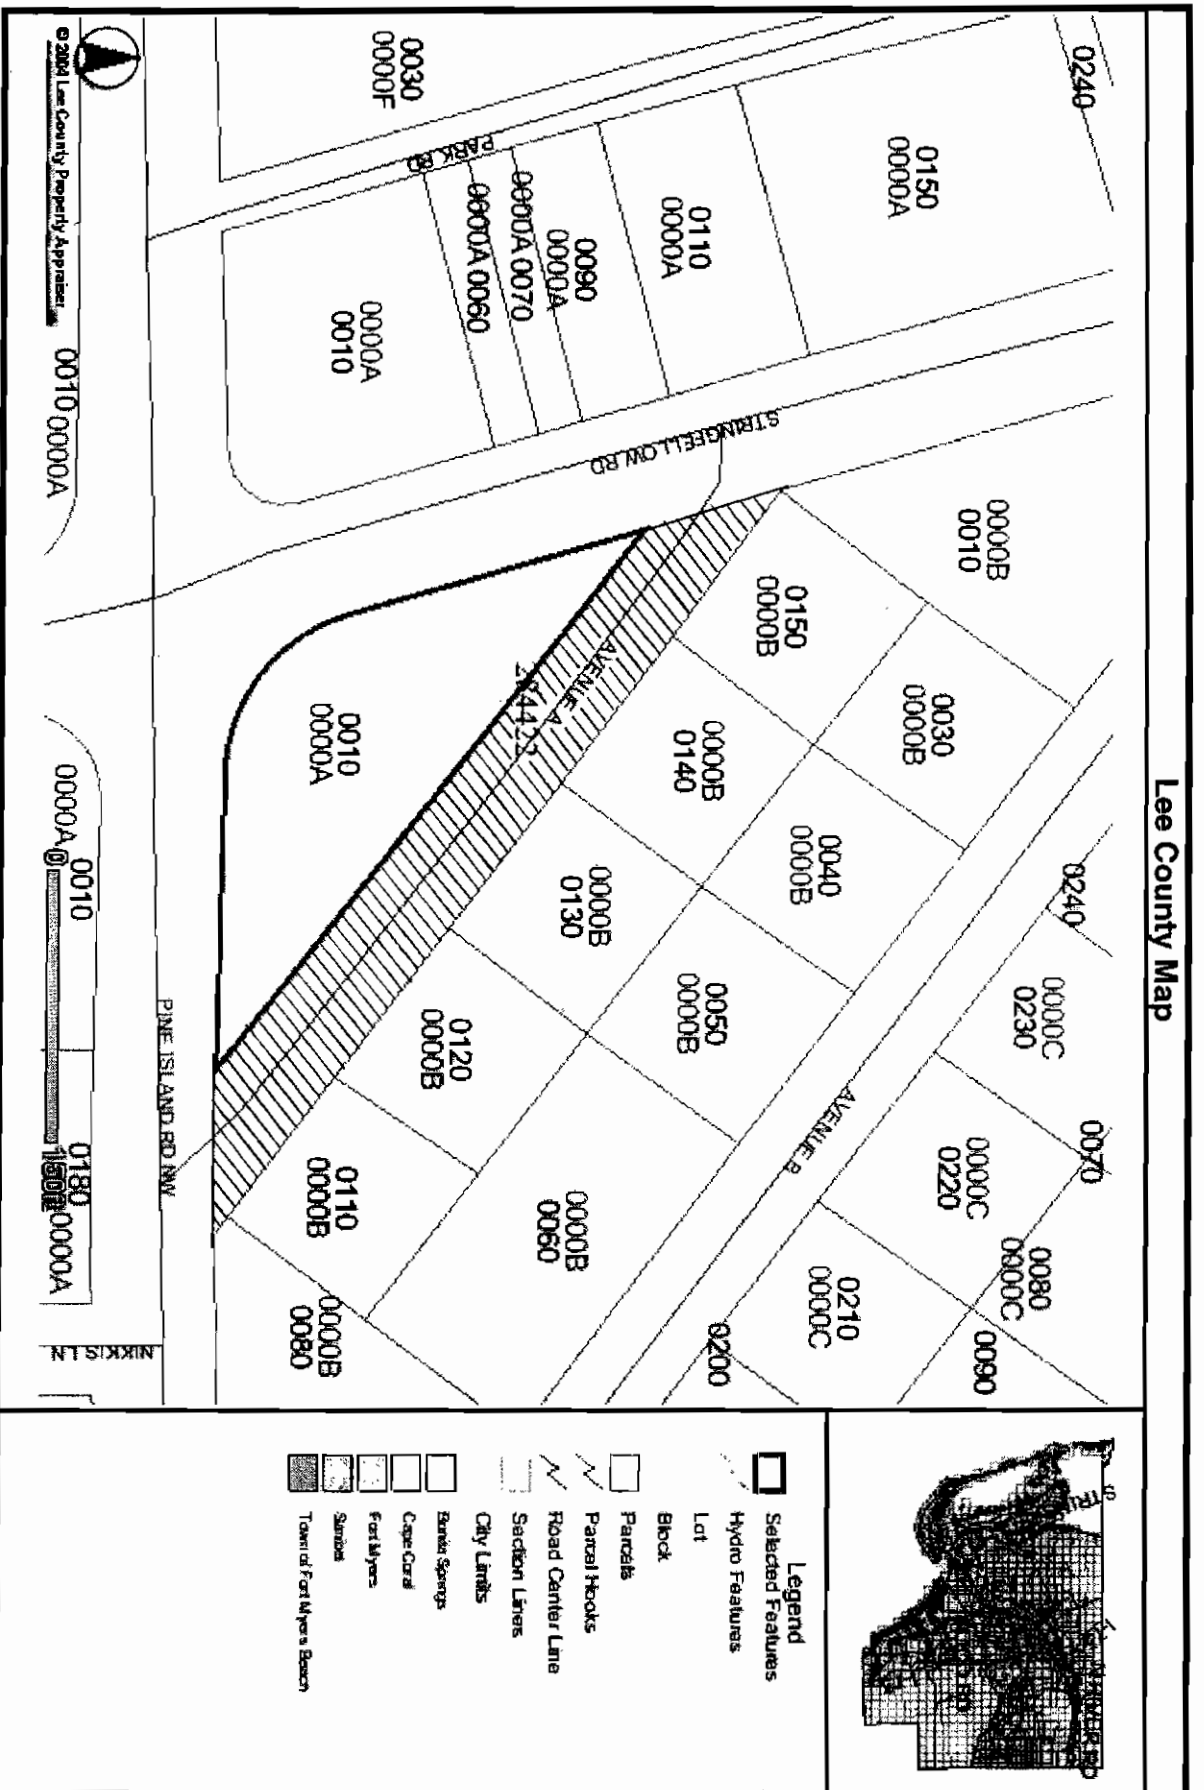 Lee County Map
0240
0150
0000A
0110
0000A
0090
0000A
0000A 0070
0000A 0060
0000A
0010
0030
0000F
PARK RD
STRINGFELLOW RD
0000B
0010
0150
0000B
0030
0000B
0000B
0140
0040
0000B
0000B
0130
0050
0000B
0120
0000B
0000B
0060
0110
0000B
0000B
0080
AVENUE A
0010
0000A
AVENUE B
0240
0000C
0230
0070
0000C
0220
0080
0000C
0210
0000C
0090
0200
PINE ISLAND RD NW
NIKKIS LN
0010 0000A
0000A 0010
0
0180
0000A
© 2004 Lee County Property Appraiser
Legend
Selected Features
Hydro Features
Lot
Block
Parcels
Parcel Hooks
Road Center Line
Section Lines
City Limits
Bonita Springs
Cape Coral
Fort Myers
Sanibel
Town of Fort Myers Beach